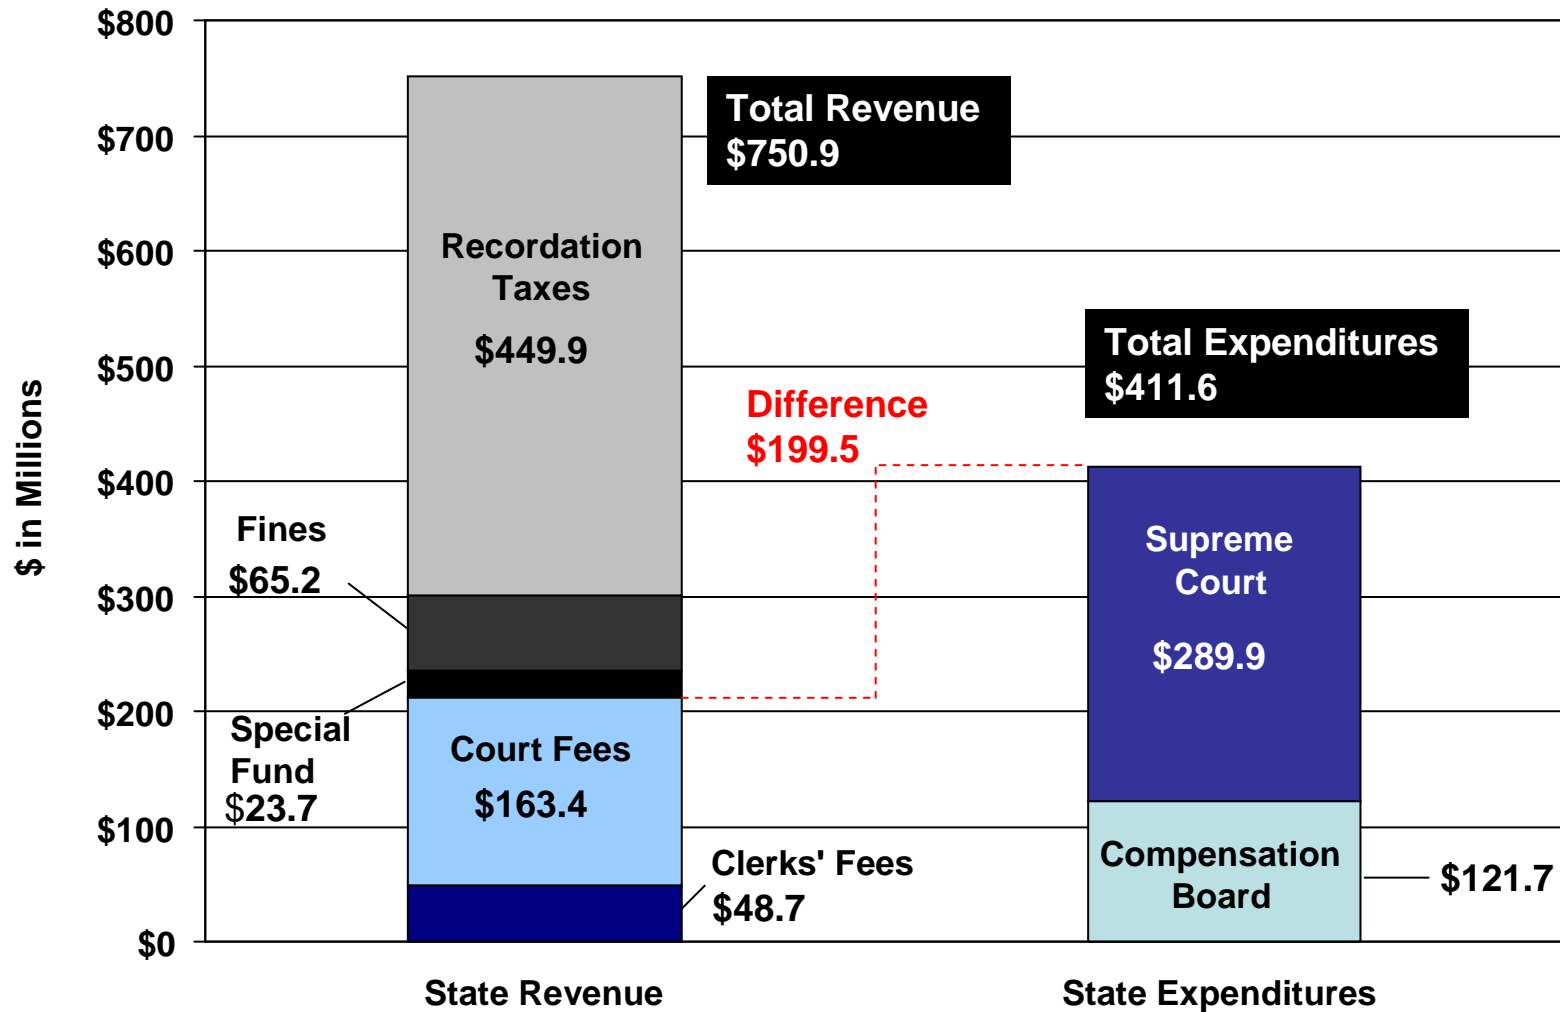 $800
$700
$600
$500
$400
$300
$200
$100
$0
$ in Millions
Total Revenue
$750.9
Recordation
Taxes
$449.9
Fines
$65.2
Special
Fund
$23.7
Court Fees
$163.4
Clerks' Fees
$48.7
Difference
$199.5
Total Expenditures
$411.6
Supreme
Court
$289.9
Compensation
Board
$121.7
State Revenue
State Expenditures